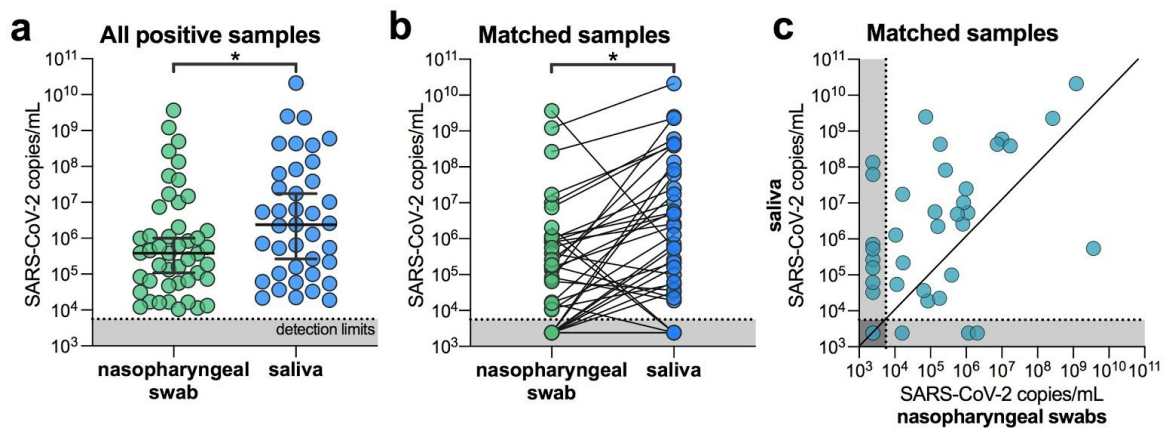 a
All positive samples
*
SARS-CoV-2 copies/mL
10¹¹
10¹⁰
10⁹
10⁸
10⁷
10⁶
10⁵
10⁴
10³
detection limits
nasopharyngeal
swab
saliva
b
Matched samples
*
SARS-CoV-2 copies/mL
10¹¹
10¹⁰
10⁹
10⁸
10⁷
10⁶
10⁵
10⁴
10³
nasopharyngeal
swab
saliva
c
Matched samples
saliva
SARS-CoV-2 copies/mL
10¹¹
10¹⁰
10⁹
10⁸
10⁷
10⁶
10⁵
10⁴
10³
10³ 10⁴ 10⁵ 10⁶ 10⁷ 10⁸ 10⁹ 10¹⁰ 10¹¹
SARS-CoV-2 copies/mL
nasopharyngeal swabs